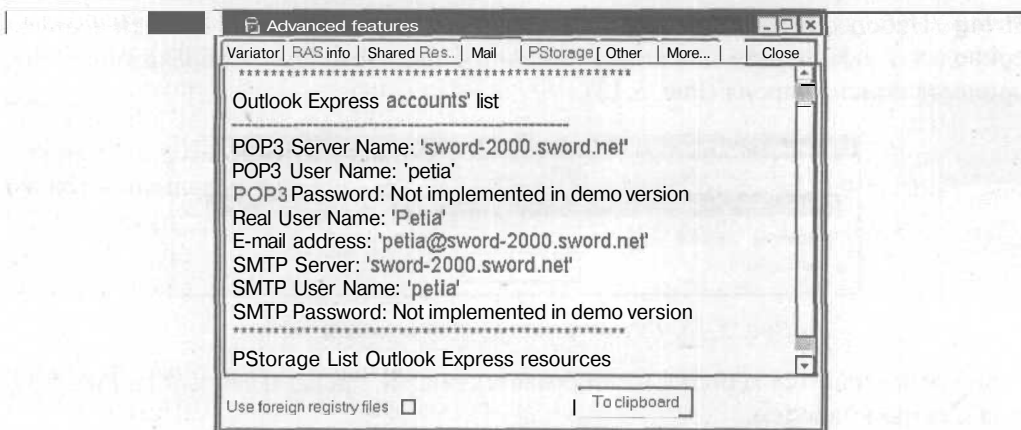 Advanced features
Variator RAS info Shared Res.. Mail PStorage Other More... Close
********************************************
Outlook Express accounts' list
--------------------------------------------
POP3 Server Name: 'sword-2000.sword.net'
POP3 User Name: 'petia'
POP3 Password: Not implemented in demo version
Real User Name: 'Petia'
E-mail address: 'petia@sword-2000.sword.net'
SMTP Server: 'sword-2000.sword.net'
SMTP User Name: 'petia'
SMTP Password: Not implemented in demo version
********************************************
PStorage List Outlook Express resources
Use foreign registry files To clipboard